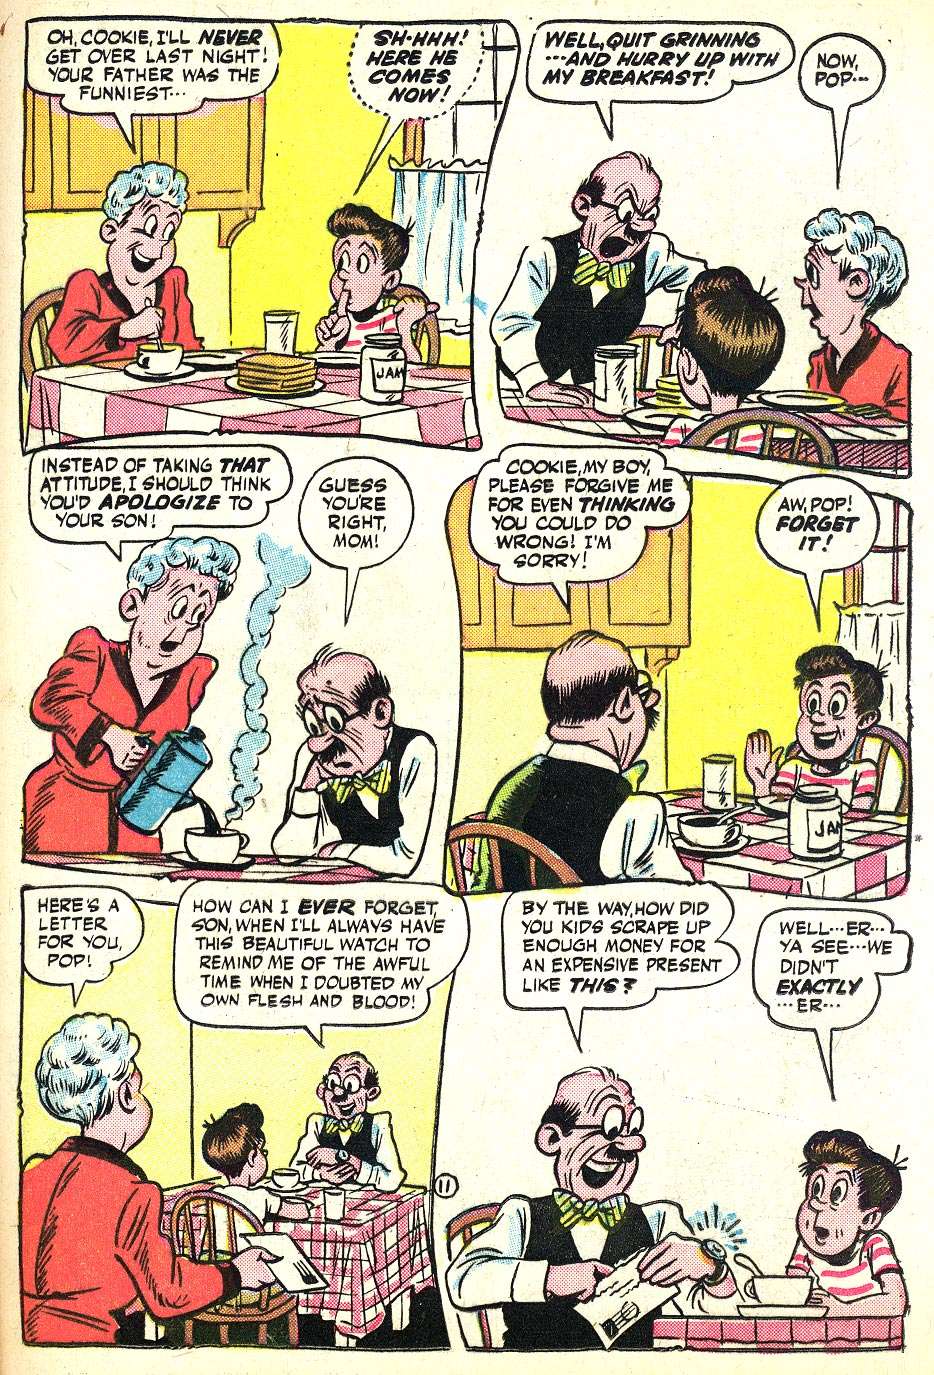 OH, COOKIE, I'LL NEVER
GET OVER LAST NIGHT!
YOUR FATHER WAS THE
FUNNIEST...
SH-HHH!
HERE HE
COMES
NOW!
JAM
WELL, QUIT GRINNING
...AND HURRY UP WITH
MY BREAKFAST!
NOW,
POP...
INSTEAD OF TAKING THAT
ATTITUDE, I SHOULD THINK
YOU'D APOLOGIZE TO
YOUR SON!
GUESS
YOU'RE
RIGHT,
MOM!
COOKIE, MY BOY,
PLEASE FORGIVE ME
FOR EVEN THINKING
YOU COULD DO
WRONG! I'M
SORRY!
AW, POP!
FORGET
IT!
JAM
HERE'S A
LETTER
FOR YOU,
POP!
HOW CAN I EVER FORGET,
SON, WHEN I'LL ALWAYS HAVE
THIS BEAUTIFUL WATCH TO
REMIND ME OF THE AWFUL
TIME WHEN I DOUBTED MY
OWN FLESH AND BLOOD!
11
BY THE WAY, HOW DID
YOU KIDS SCRAPE UP
ENOUGH MONEY FOR
AN EXPENSIVE PRESENT
LIKE THIS?
WELL...ER...
YA SEE...WE
DIDN'T
EXACTLY
...ER...